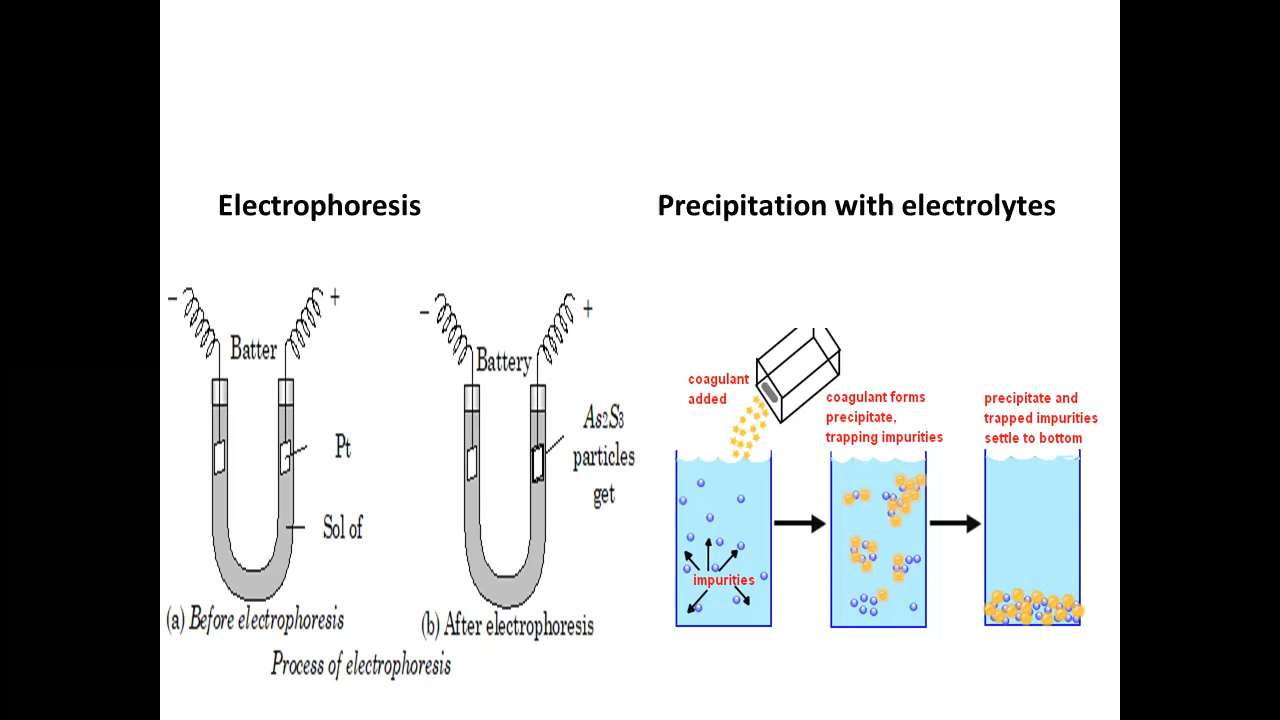 Electrophoresis
−
+
Batter
Pt
Sol of
(a) Before electrophoresis
−
+
Battery
As2S3
particles
get
(b) After electrophoresis
Process of electrophoresis
Precipitation with electrolytes
coagulant
added
impurities
coagulant forms
precipitate,
trapping impurities
precipitate and
trapped impurities
settle to bottom